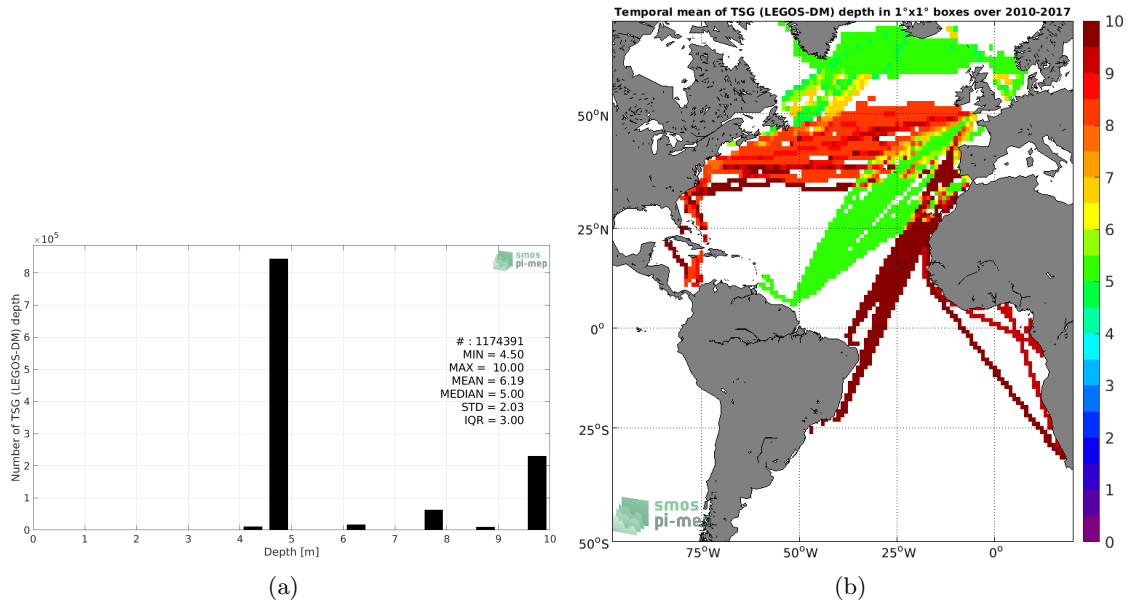 Temporal mean of TSG (LEGOS-DM) depth in 1°x1° boxes over 2010-2017
×10⁵
8
7
6
5
4
3
2
1
0
Number of TSG (LEGOS-DM) depth
smos
pi-mep
# : 1174391
MIN = 4.50
MAX = 10.00
MEAN = 6.19
MEDIAN = 5.00
STD = 2.03
IQR = 3.00
0 1 2 3 4 5 6 7 8 9 10
Depth [m]
(a)
50°N
25°N
0°
25°S
50°S
75°W 50°W 25°W 0°
smos
pi-mep
10
9
8
7
6
5
4
3
2
1
0
(b)